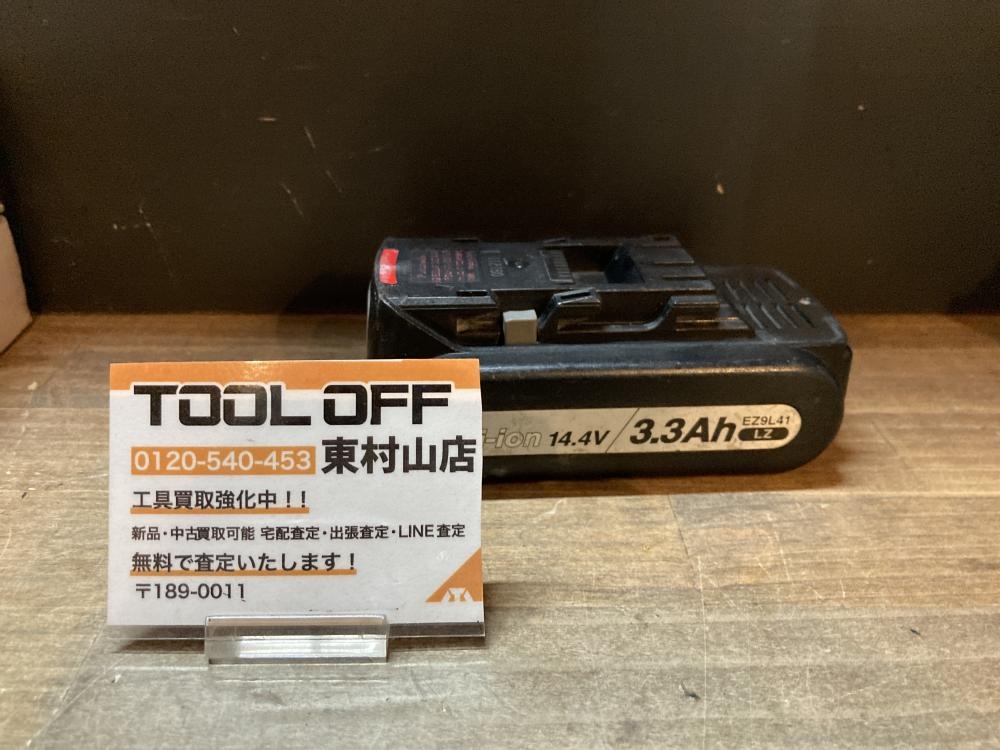 TOOL OFF
0120-540-453 東村山店
工具買取強化中！！
新品・中古買取可能 宅配査定・出張査定・LINE査定
無料で査定いたします！
〒189-0011
i-ion 14.4V / 3.3Ah EZ9L41
LZ